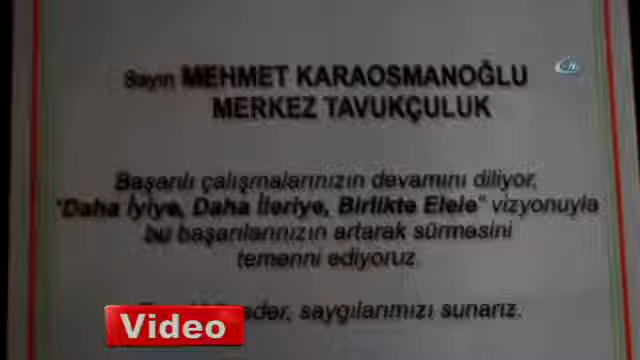 Sayın MEHMET KARAOSMANOĞLU
MERKEZ TAVUKÇULUK
Başarılı çalışmalarınızın devamını diliyor,
"Daha İyiye, Daha İleriye, Birlikte Elele" vizyonuyla
bu başarılarınızın artarak sürmesini
temenni ediyoruz
saygılarımızı sunarız.
Video